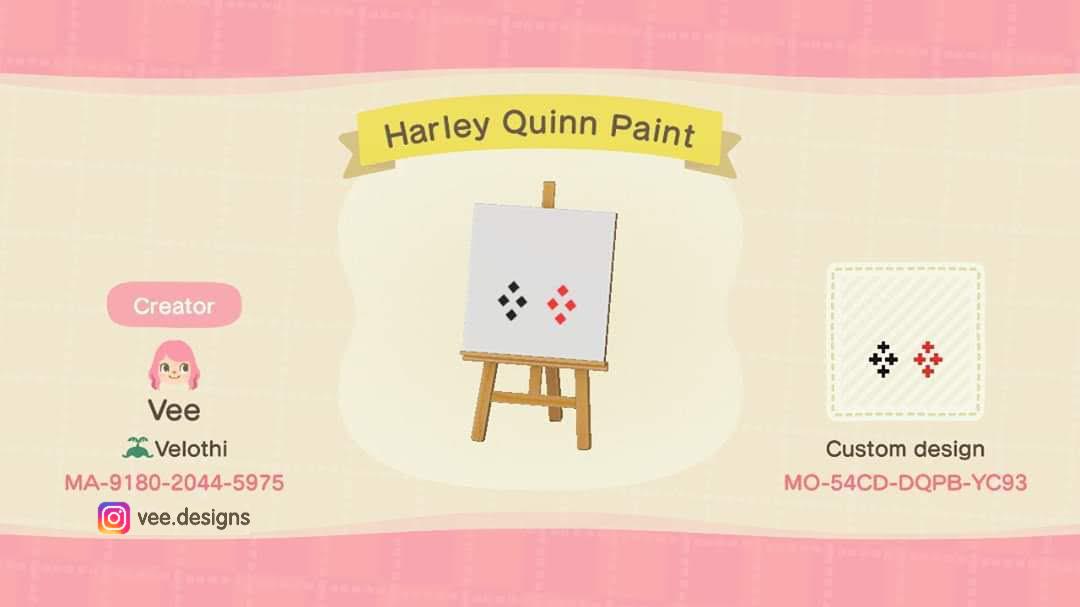 Harley Quinn Paint
Creator
Vee
Velothi
MA-9180-2044-5975
vee.designs
Custom design
MO-54CD-DQPB-YC93